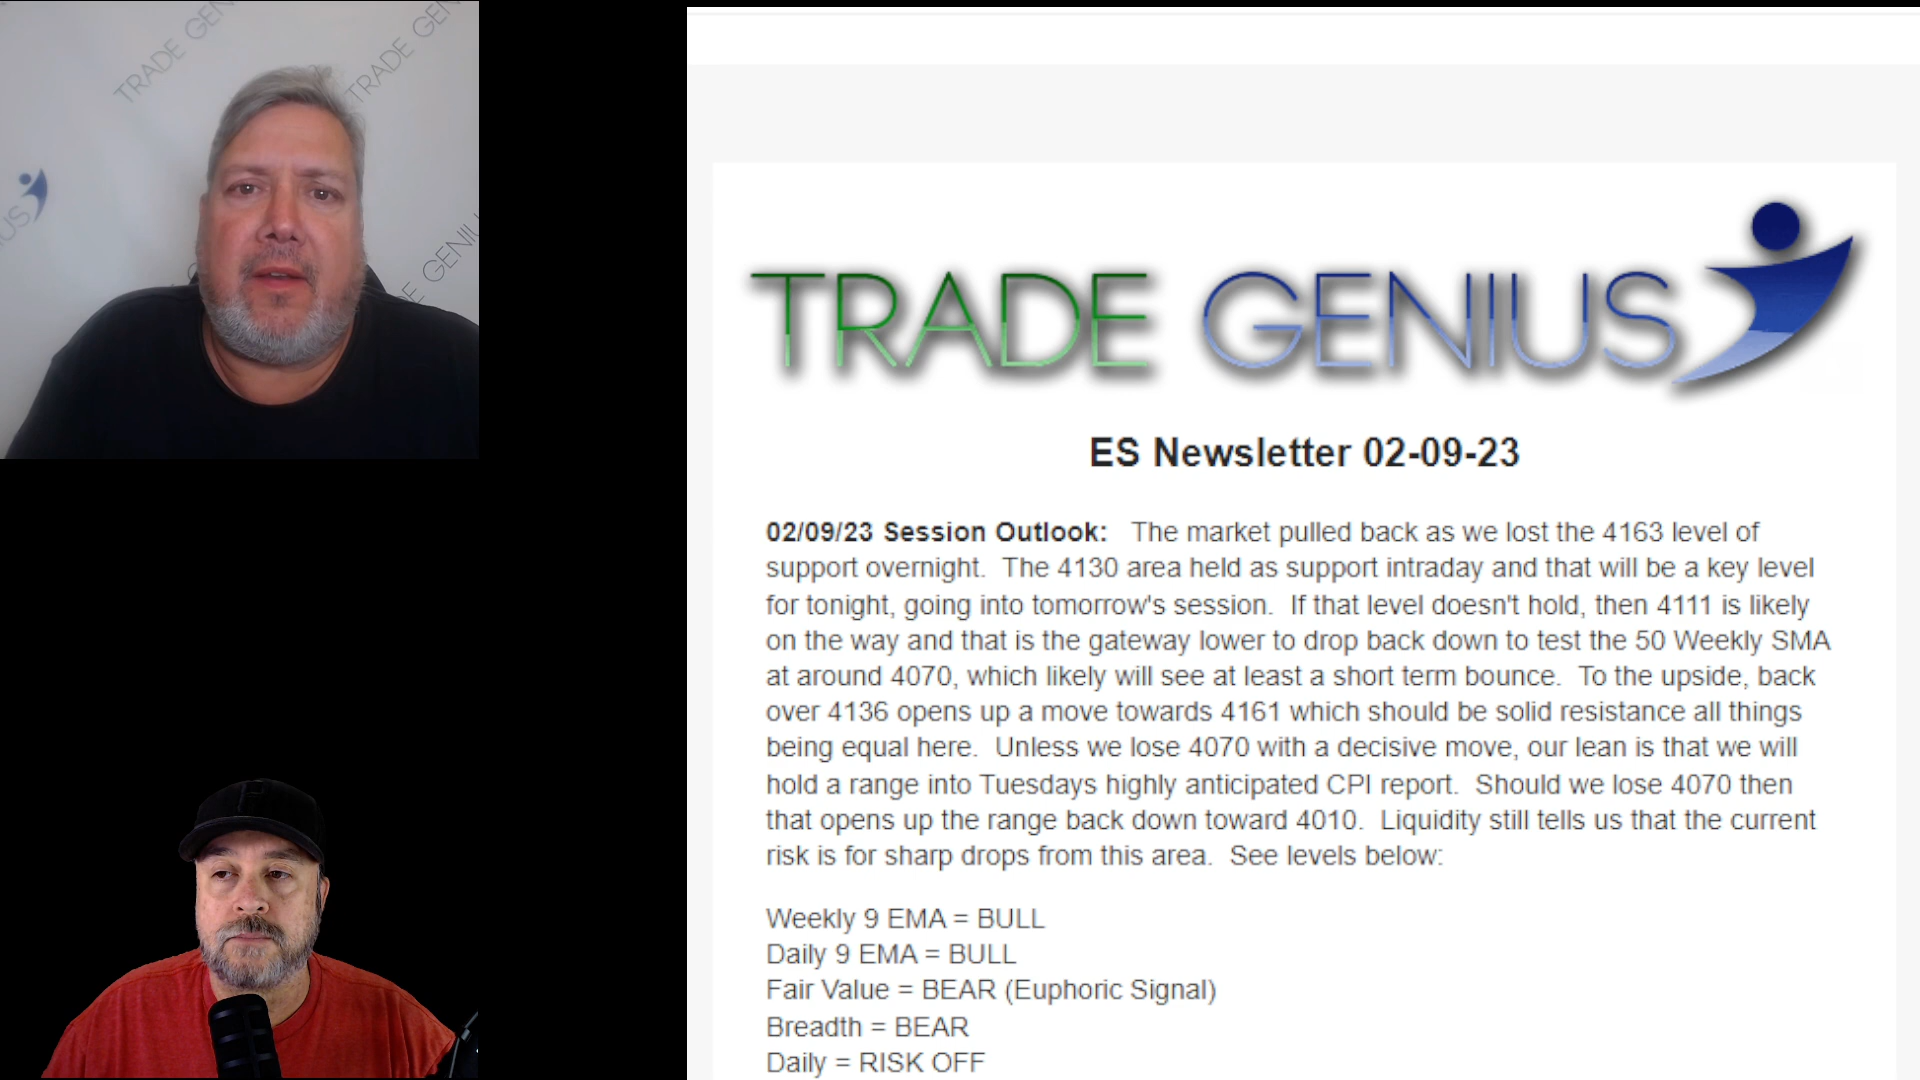 TRADE GEN
TRADE GE
GENIU
DE
IUS
TRADE GENIUS
ES Newsletter 02-09-23
02/09/23 Session Outlook: The market pulled back as we lost the 4163 level of
support overnight. The 4130 area held as support intraday and that will be a key level
for tonight, going into tomorrow's session. If that level doesn't hold, then 4111 is likely
on the way and that is the gateway lower to drop back down to test the 50 Weekly SMA
at around 4070, which likely will see at least a short term bounce. To the upside, back
over 4136 opens up a move towards 4161 which should be solid resistance all things
being equal here. Unless we lose 4070 with a decisive move, our lean is that we will
hold a range into Tuesdays highly anticipated CPI report. Should we lose 4070 then
that opens up the range back down toward 4010. Liquidity still tells us that the current
risk is for sharp drops from this area. See levels below:
Weekly 9 EMA = BULL
Daily 9 EMA = BULL
Fair Value = BEAR (Euphoric Signal)
Breadth = BEAR
Daily = RISK OFF